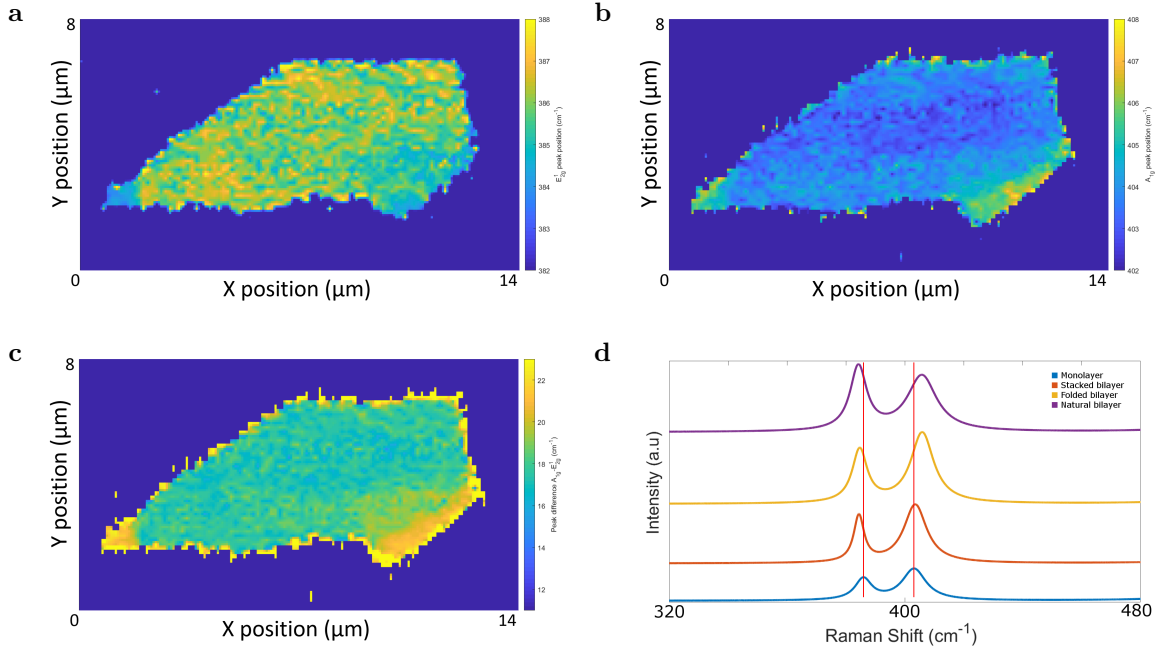 a
8
Y position (µm)
0
X position (µm)
14
388
387
386
385
384
383
382
E¹₂g peak position (cm⁻¹)
b
8
Y position (µm)
0
X position (µm)
14
408
407
406
405
404
403
402
A₁g peak position (cm⁻¹)
c
8
Y position (µm)
0
X position (µm)
14
22
20
18
16
14
12
Peak difference A₁g-E¹₂g (cm⁻¹)
d
Monolayer
Stacked bilayer
Folded bilayer
Natural bilayer
Intensity (a.u)
320
400
480
Raman Shift (cm⁻¹)